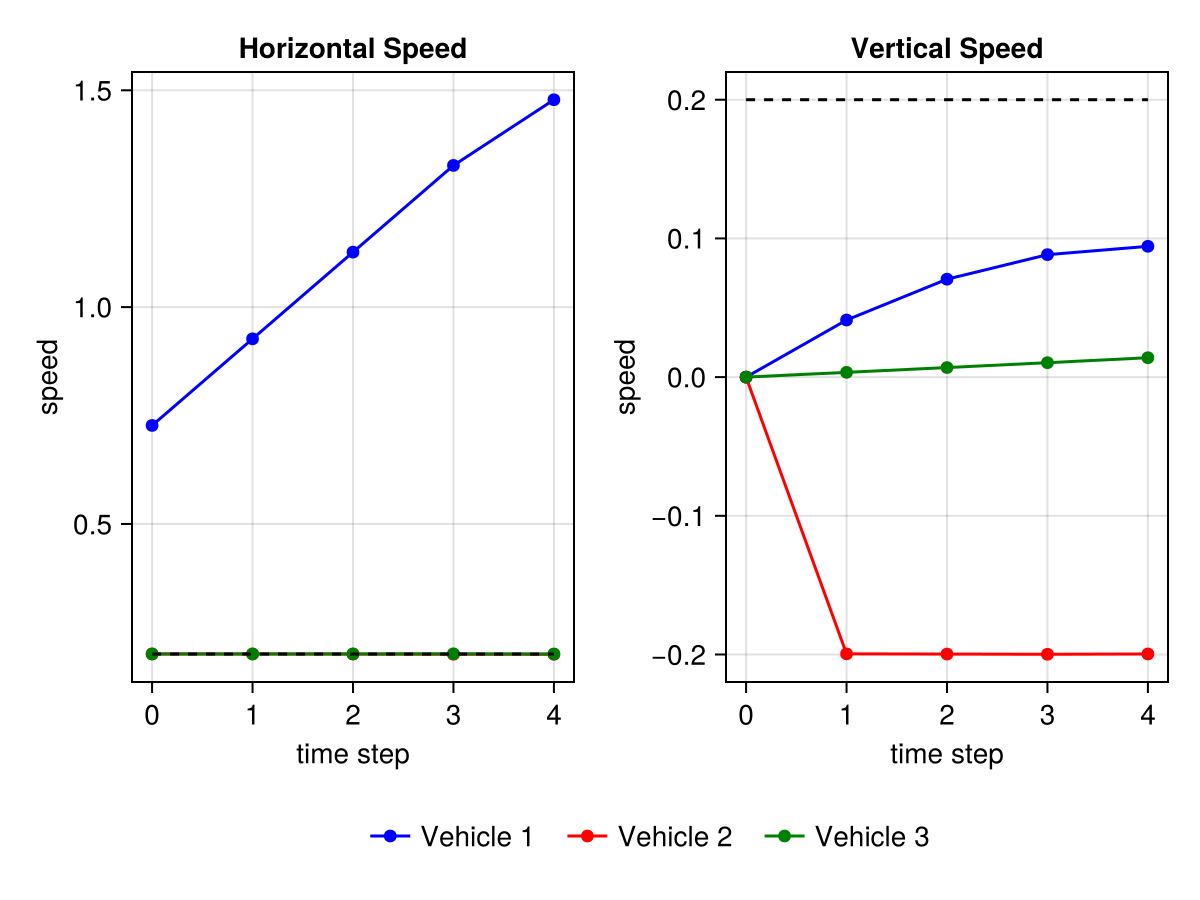 Horizontal Speed
1.5
1.0
0.5
speed
0 1 2 3 4
time step
Vertical Speed
0.2
0.1
0.0
−0.1
−0.2
speed
0 1 2 3 4
time step
Vehicle 1 Vehicle 2 Vehicle 3